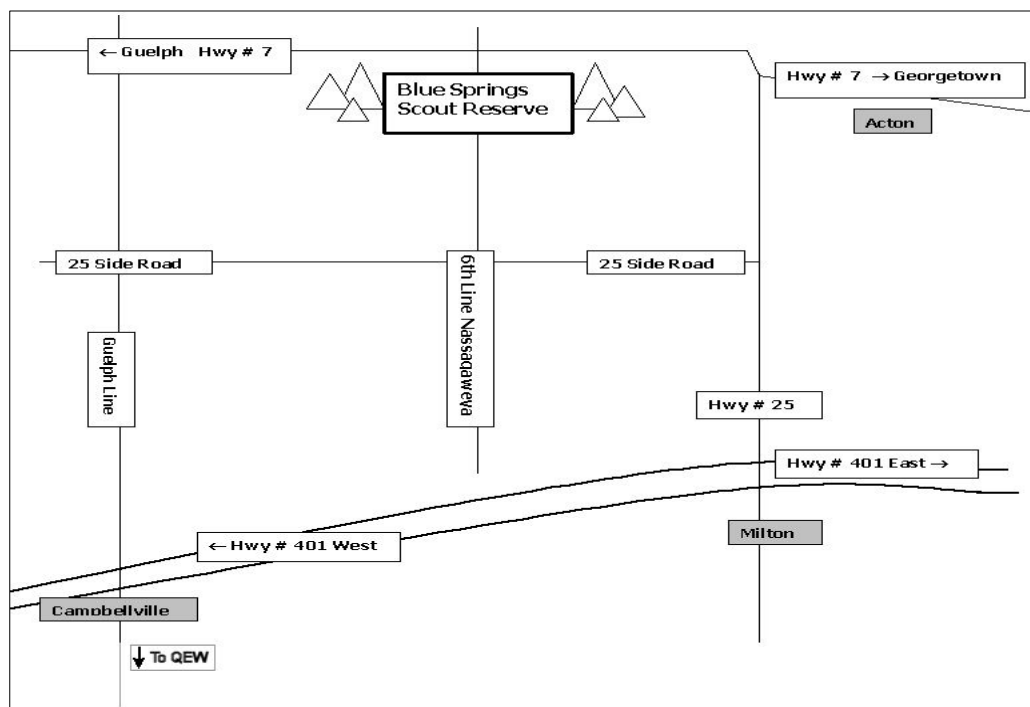 ← Guelph Hwy # 7
Blue Springs
Scout Reserve
Hwy # 7 → Georgetown
Acton
25 Side Road
6th Line Nassagaweya
25 Side Road
Guelph Line
Hwy # 25
Hwy # 401 East →
← Hwy # 401 West
Milton
Campbellville
↓ To QEW